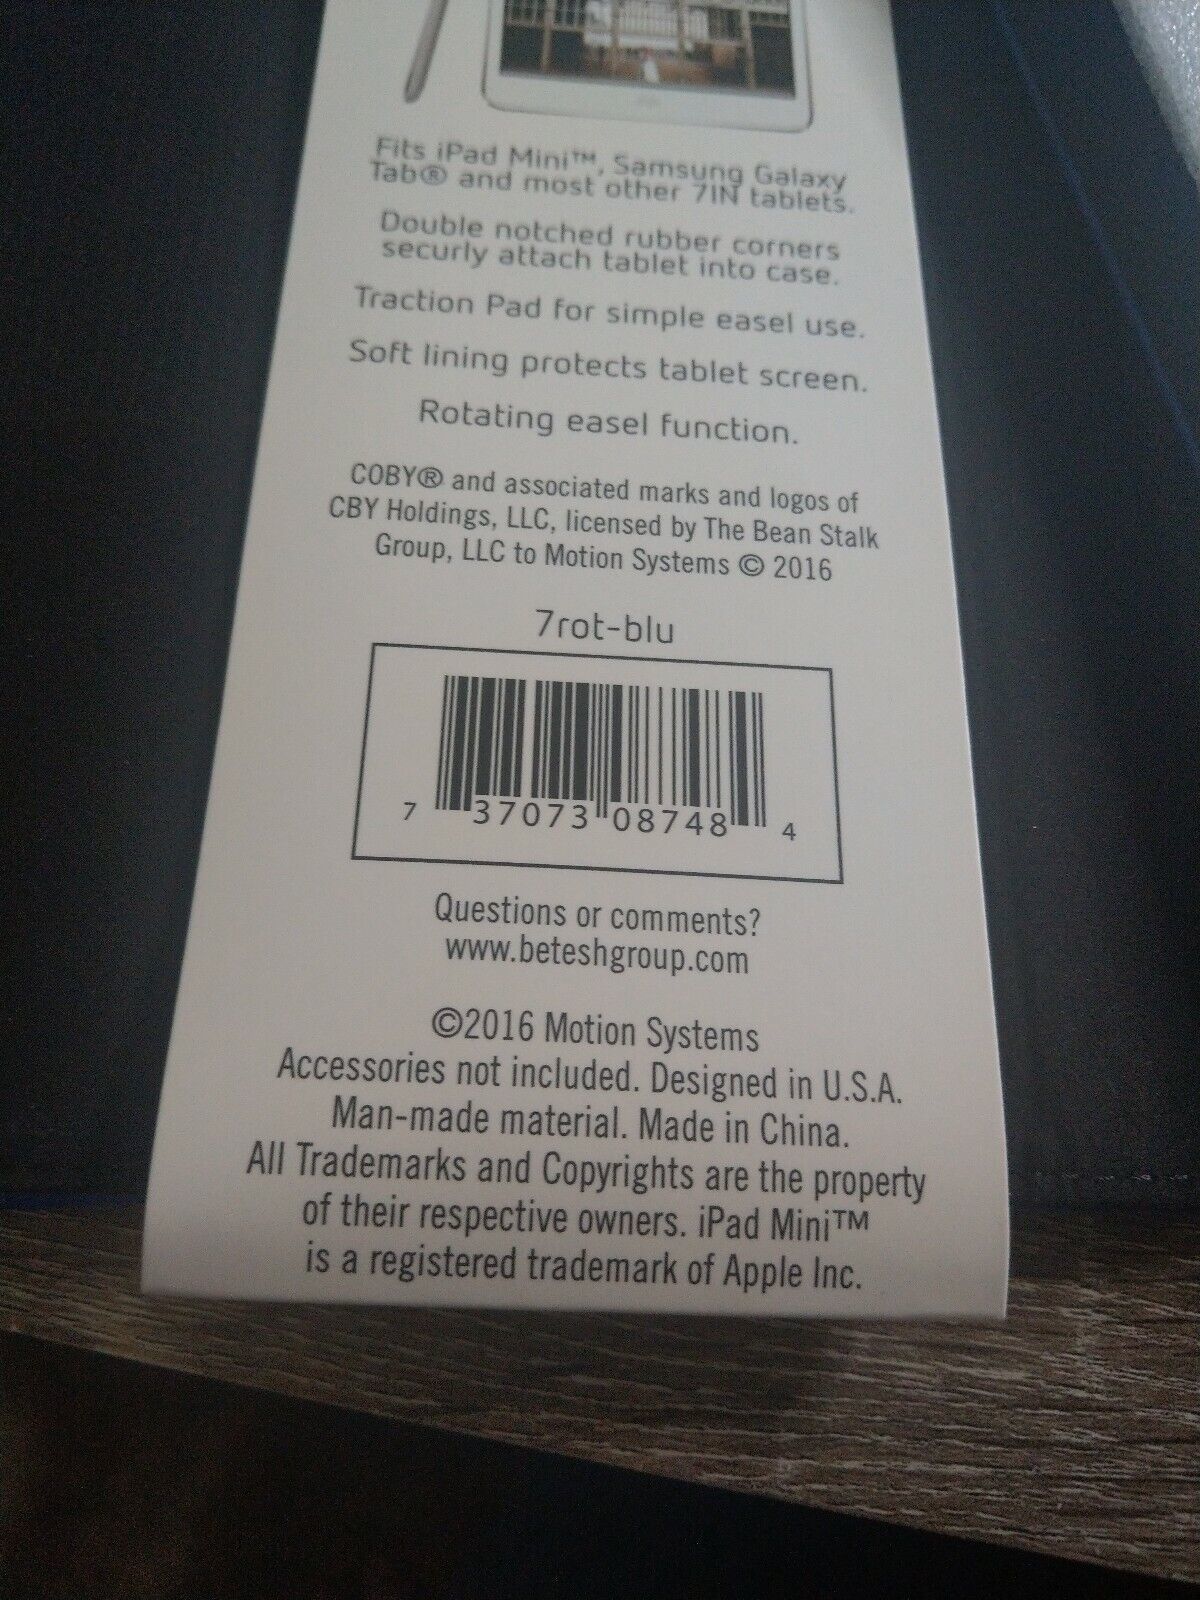 Fits iPad Mini™, Samsung Galaxy
Tab® and most other 7IN tablets.
Double notched rubber corners
securly attach tablet into case.
Traction Pad for simple easel use.
Soft lining protects tablet screen.
Rotating easel function.
COBY® and associated marks and logos of
CBY Holdings, LLC, licensed by The Bean Stalk
Group, LLC to Motion Systems © 2016
7rot-blu
7 37073 08748 4
Questions or comments?
www.beteshgroup.com
©2016 Motion Systems
Accessories not included. Designed in U.S.A.
Man-made material. Made in China.
All Trademarks and Copyrights are the property
of their respective owners. iPad Mini™
is a registered trademark of Apple Inc.